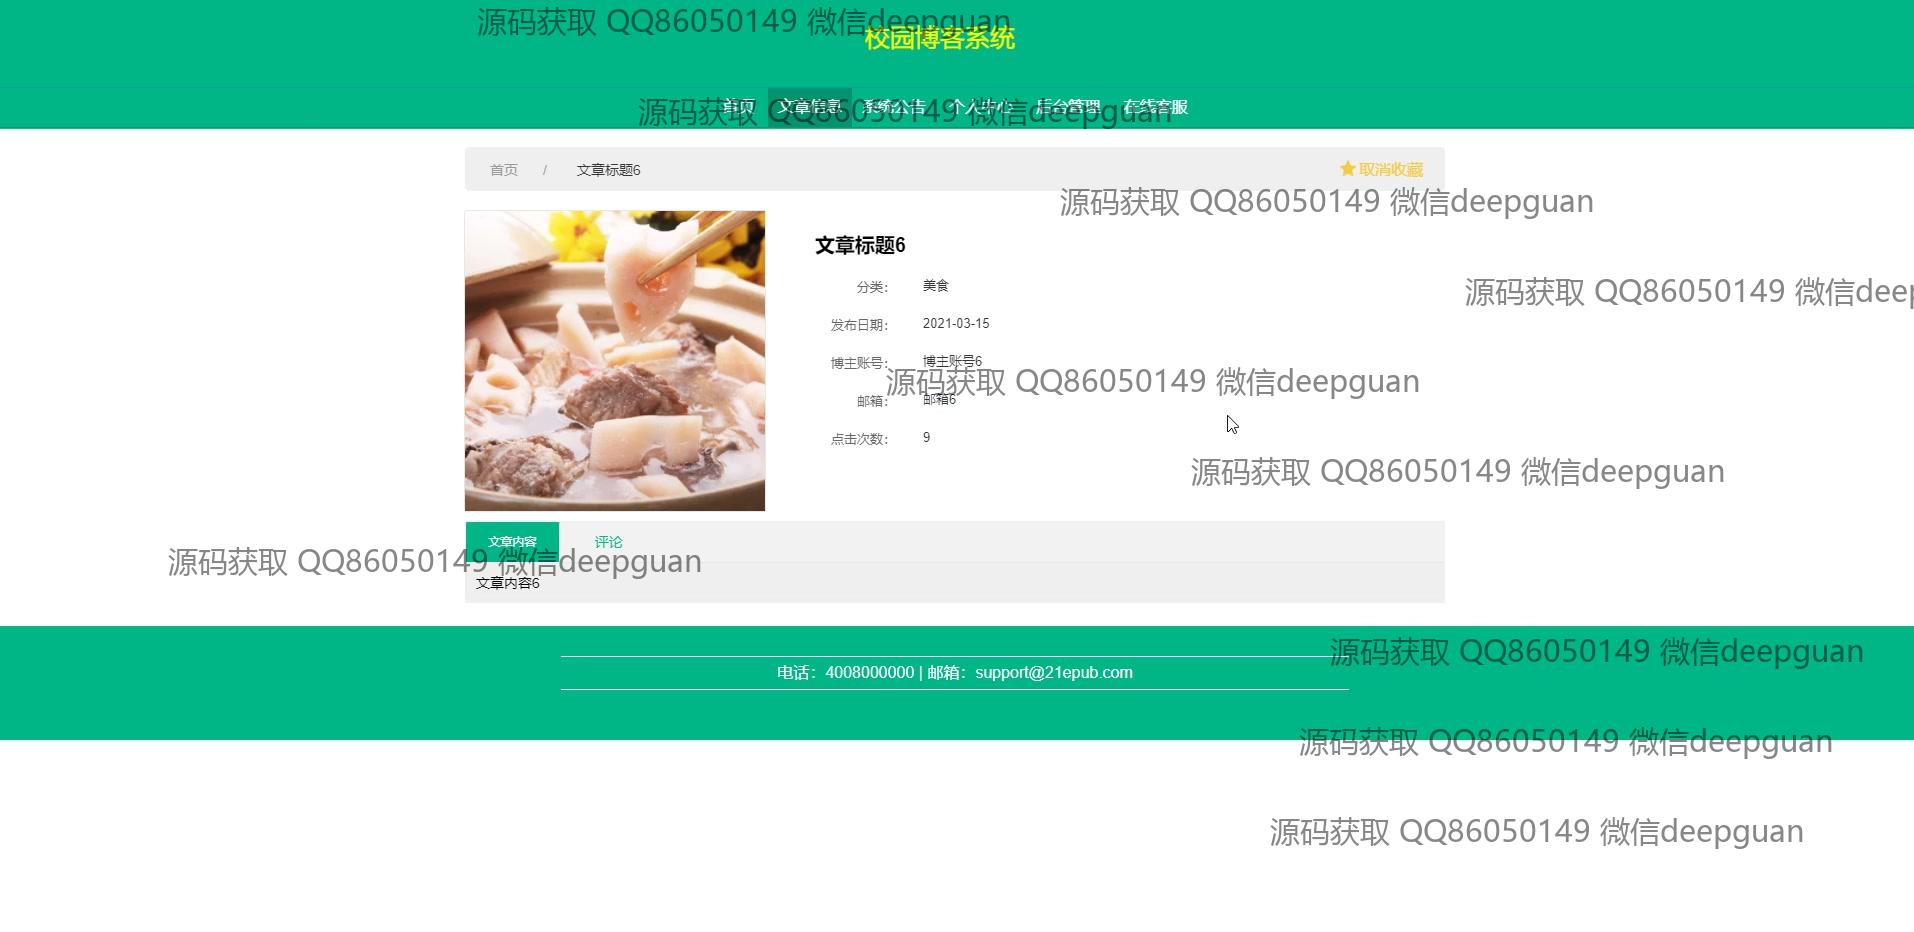 源码获取 QQ86050149 微信deepguan
校园博客系统
首页 文章信息 系统公告 个人中心 后台管理 在线客服
源码获取 QQ86050149 微信deepguan
首页 / 文章标题6 ★取消收藏
源码获取 QQ86050149 微信deepguan
文章标题6
分类： 美食
源码获取 QQ86050149 微信deep
发布日期： 2021-03-15
博主账号： 博主账号6
源码获取 QQ86050149 微信deepguan
邮箱： 邮箱6
点击次数： 9
源码获取 QQ86050149 微信deepguan
文章内容 评论
源码获取 QQ86050149 微信deepguan
文章内容6
源码获取 QQ86050149 微信deepguan
电话：4008000000 | 邮箱：support@21epub.com
源码获取 QQ86050149 微信deepguan
源码获取 QQ86050149 微信deepguan